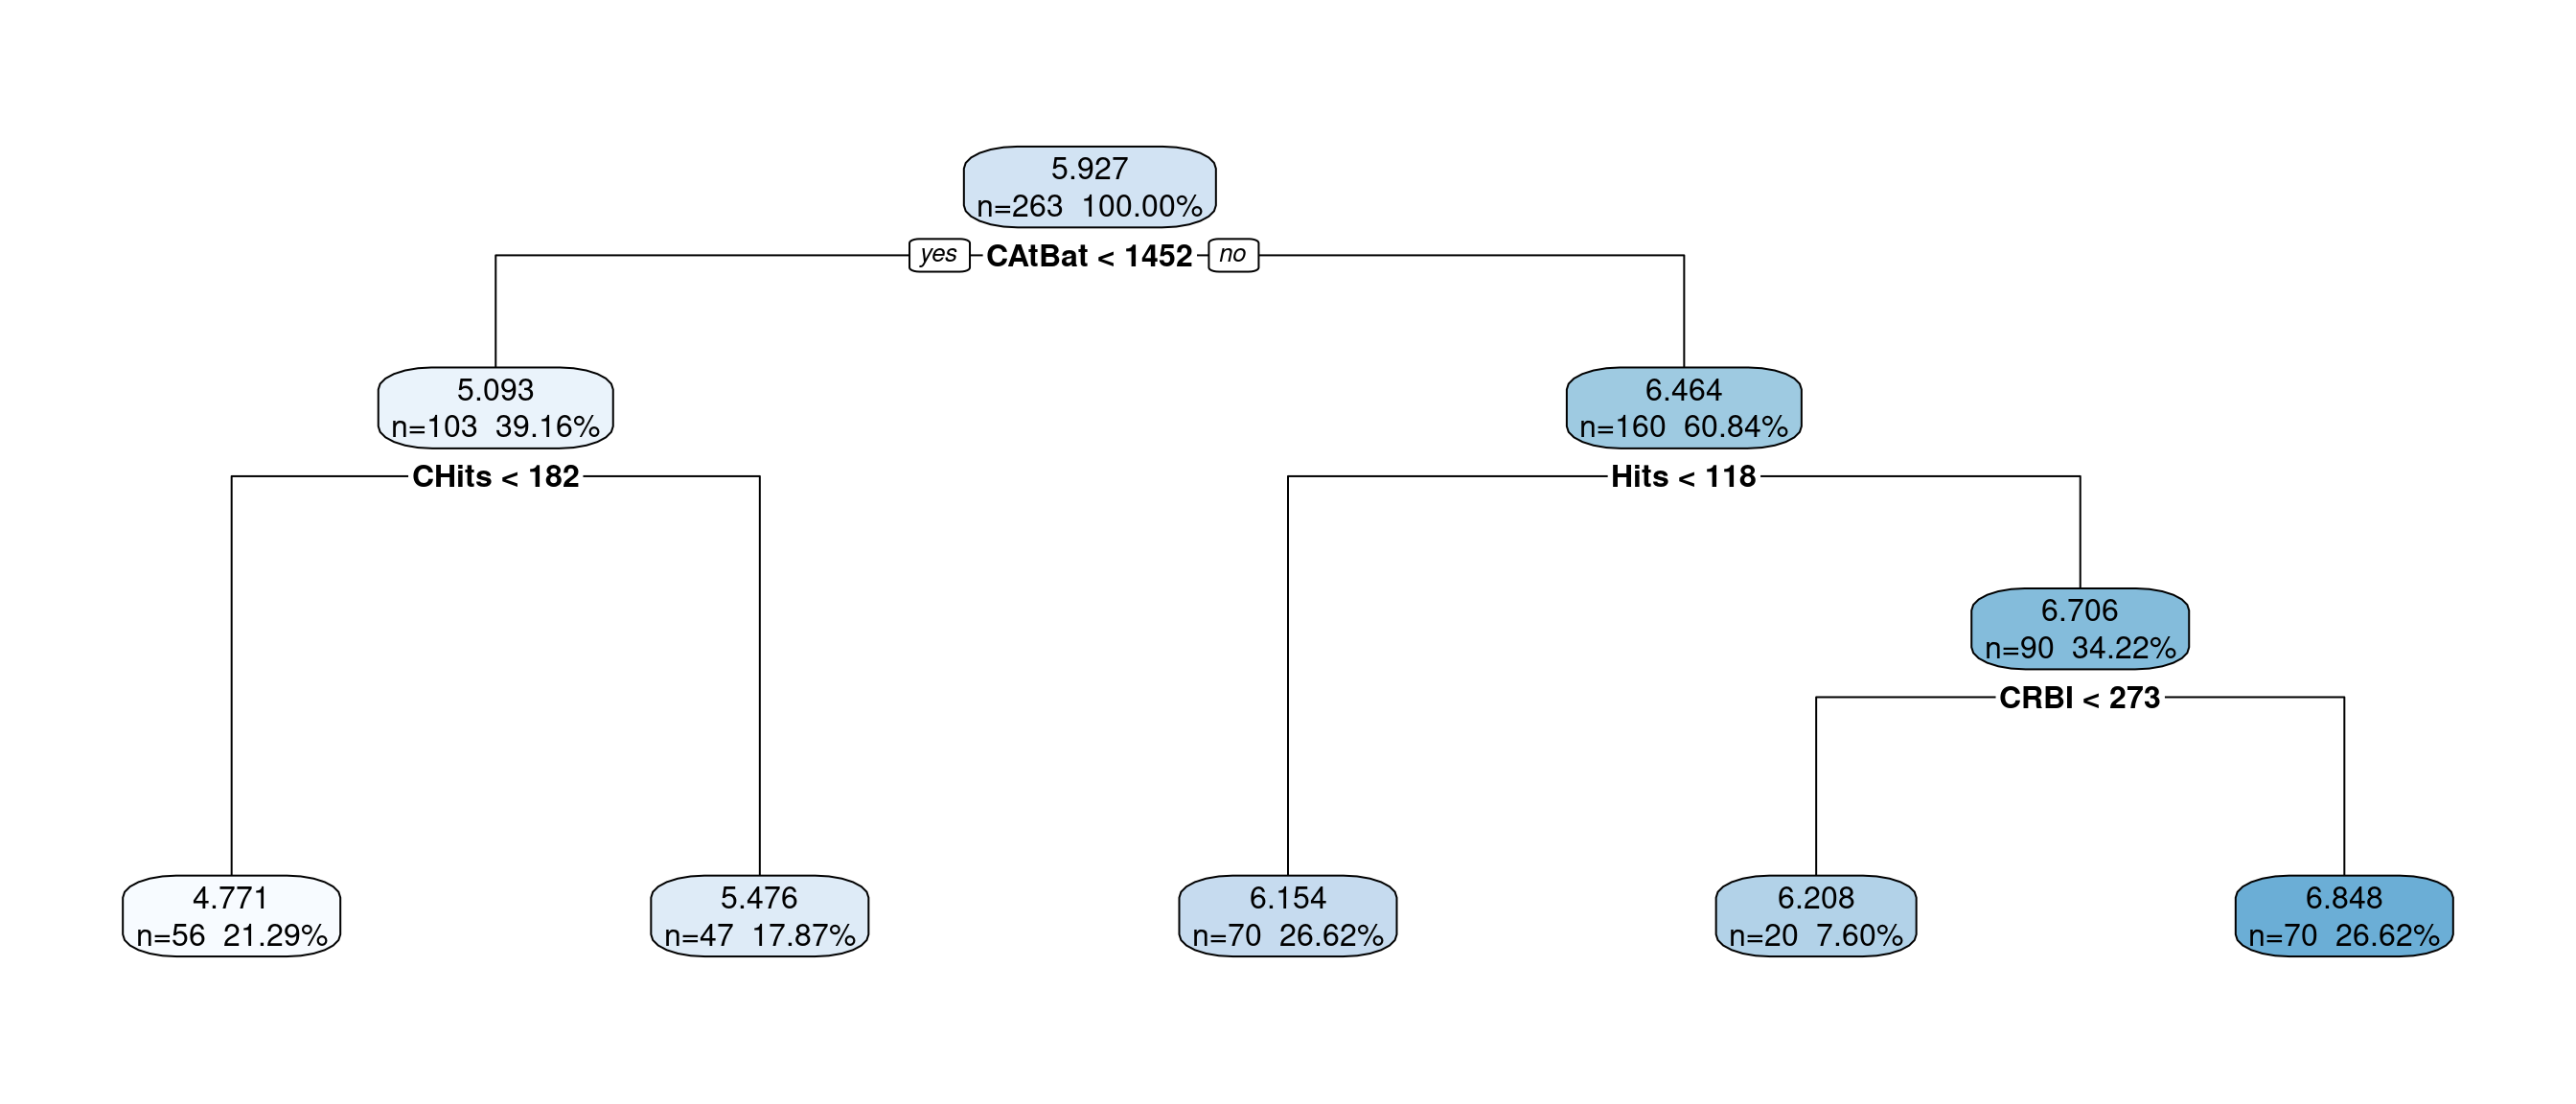 5.927
n=263 100.00%
yes CAtBat < 1452 no
5.093
n=103 39.16%
6.464
n=160 60.84%
CHits < 182
Hits < 118
6.706
n=90 34.22%
CRBI < 273
4.771
n=56 21.29%
5.476
n=47 17.87%
6.154
n=70 26.62%
6.208
n=20 7.60%
6.848
n=70 26.62%